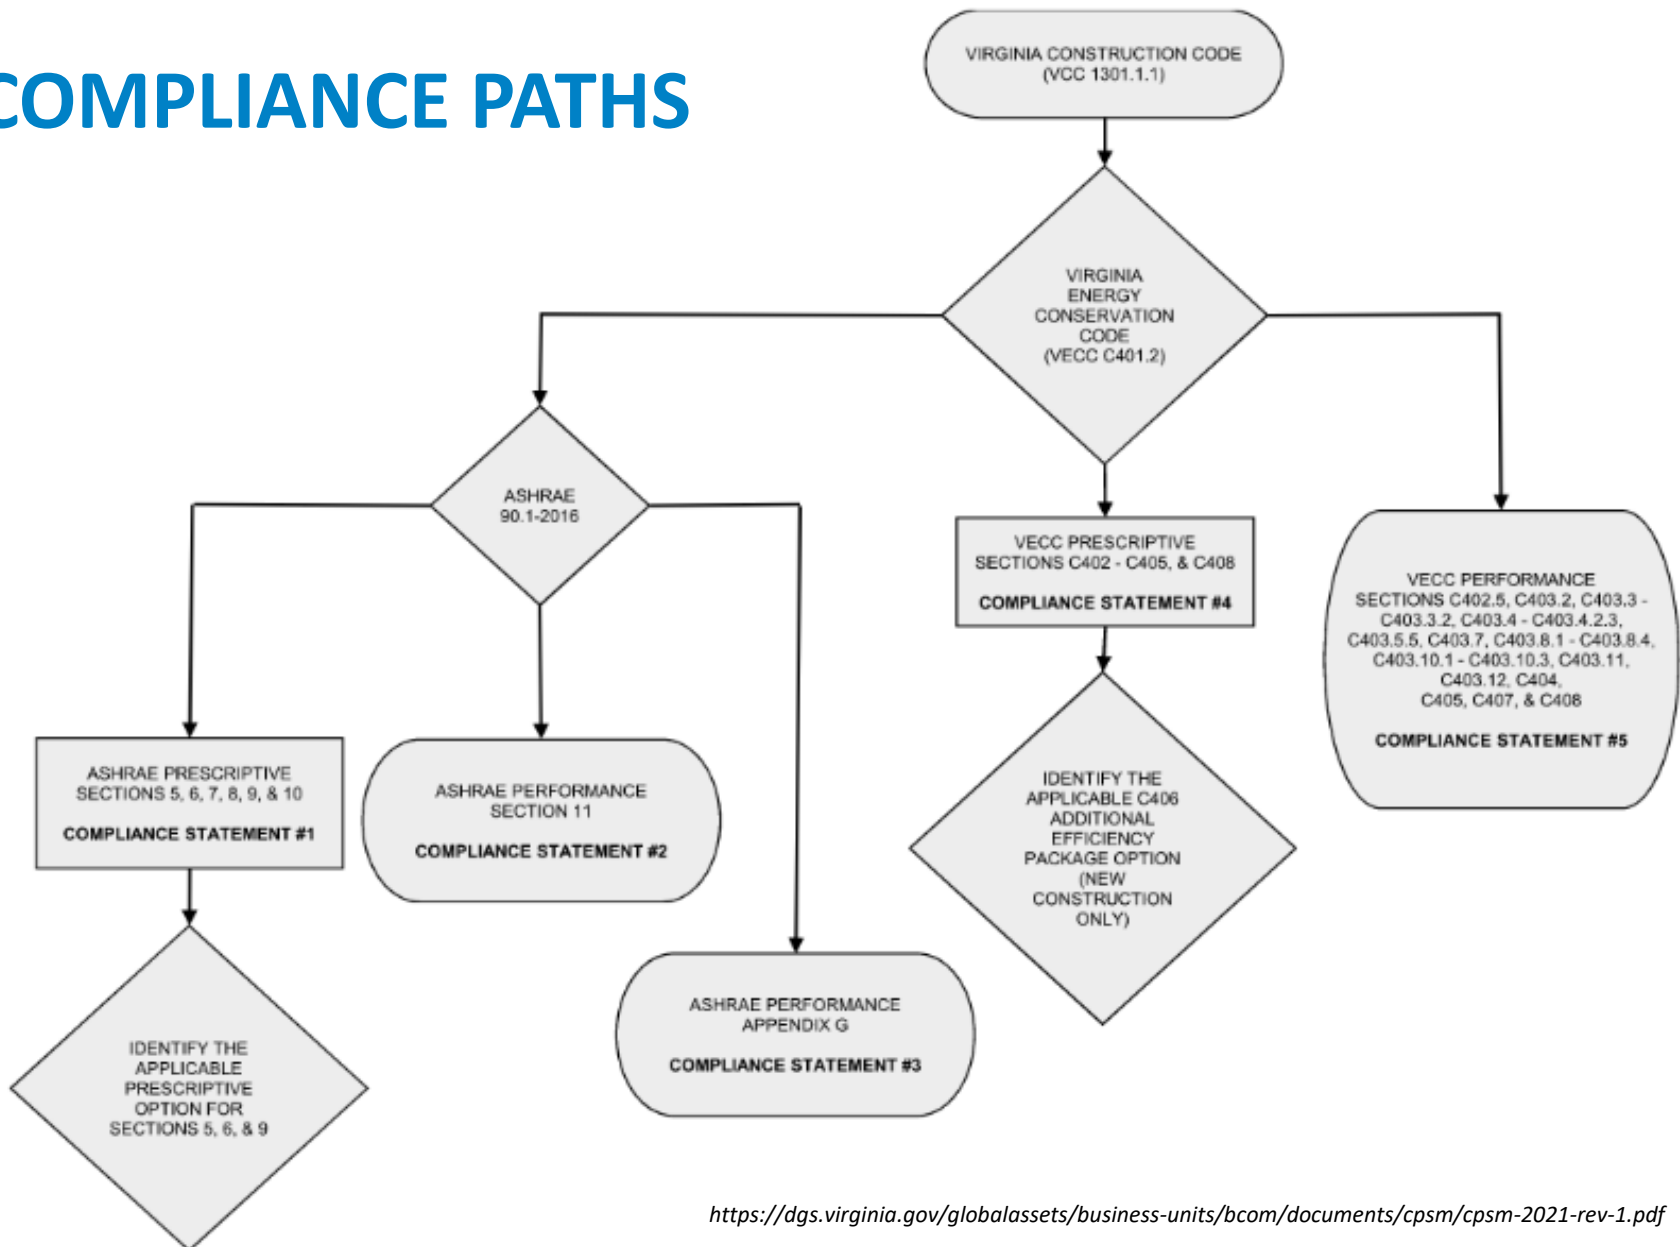 COMPLIANCE PATHS
VIRGINIA CONSTRUCTION CODE
(VCC 1301.1.1)
VIRGINIA
ENERGY
CONSERVATION
CODE
(VECC C401.2)
ASHRAE
90.1-2016
VECC PRESCRIPTIVE
SECTIONS C402 - C405, & C408
COMPLIANCE STATEMENT #4
VECC PERFORMANCE
SECTIONS C402.5, C403.2, C403.3 -
C403.3.2, C403.4 - C403.4.2.3,
C403.5.5, C403.7, C403.8.1 - C403.8.4,
C403.10.1 - C403.10.3, C403.11,
C403.12, C404,
C405, C407, & C408
COMPLIANCE STATEMENT #5
ASHRAE PRESCRIPTIVE
SECTIONS 5, 6, 7, 8, 9, & 10
COMPLIANCE STATEMENT #1
ASHRAE PERFORMANCE
SECTION 11
COMPLIANCE STATEMENT #2
IDENTIFY THE
APPLICABLE C406
ADDITIONAL
EFFICIENCY
PACKAGE OPTION
(NEW
CONSTRUCTION
ONLY)
ASHRAE PERFORMANCE
APPENDIX G
COMPLIANCE STATEMENT #3
IDENTIFY THE
APPLICABLE
PRESCRIPTIVE
OPTION FOR
SECTIONS 5, 6, & 9
https://dgs.virginia.gov/globalassets/business-units/bcom/documents/cpsm/cpsm-2021-rev-1.pdf